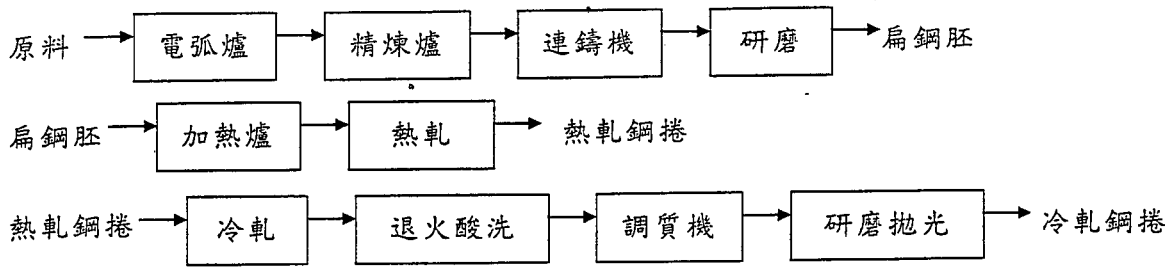 原料 電弧爐 精煉爐 連鑄機 研磨 扁鋼胚
扁鋼胚 加熱爐 熱軋 熱軋鋼捲
熱軋鋼捲 冷軋 退火酸洗 調質機 研磨拋光 冷軋鋼捲